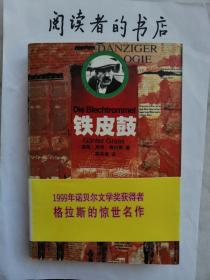 阅读者的书店
DANZIGER
OGIE
Die Blechtrommel
铁皮鼓
Günter Grass
1999年诺贝尔文学奖获得者
格拉斯的惊世名作